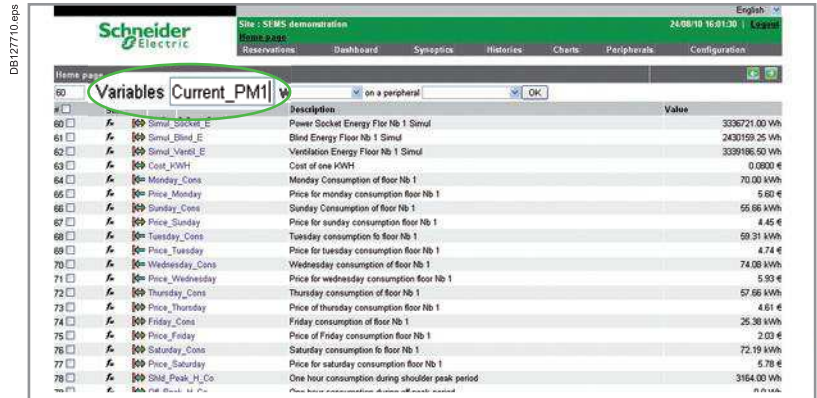 DB127710.eps
English
Schneider Electric
Site : SEMS demonstration
24/08/10 16:01:30 | Logout
Home page
Reservations Dashboard Synoptics Histories Charts Peripherals Configuration
Home page
60 Variables Current_PM1 on a peripheral OK
# Description Value
60 Simul_Socket_E Power Socket Energy Flor Nb 1 Simul 3336721.00 Wh
61 Simul_Blind_E Blind Energy Floor Nb 1 Simul 2430159.25 Wh
62 Simul_Ventil_E Ventilation Energy Floor Nb 1 Simul 3339186.50 Wh
63 Cost_KWH Cost of one KWH 0.0800 €
64 Monday_Cons Monday Consumption of floor Nb 1 70.00 kWh
65 Price_Monday Price for monday consumption floor Nb 1 5.60 €
66 Sunday_Cons Sunday Consumption of floor Nb 1 55.66 kWh
67 Price_Sunday Price for sunday consumption floor Nb 1 4.45 €
68 Tuesday_Cons Tuesday consumption fo floor Nb 1 59.31 kWh
69 Price_Tuesday Price for tuesday consumption floor Nb 1 4.74 €
70 Wednesday_Cons Wednesday consumption of floor Nb 1 74.08 kWh
71 Price_Wednesday Price for wednesday consumption floor Nb 1 5.93 €
72 Thursday_Cons Thursday consumption of floor Nb 1 57.66 kWh
73 Price_Thursday Price of thursday consumption floor Nb 1 4.61 €
74 Friday_Cons Friday consumption of floor Nb 1 25.38 kWh
75 Price_Friday Price of Friday consumption floor Nb 1 2.03 €
76 Saturday_Cons Saturday consumption fo floor Nb 1 72.19 kWh
77 Price_Saturday Price for saturday consumption floor Nb 1 5.78 €
78 Shld_Peak_H_Co One hour consumption during shoulder peak period 3164.00 Wh